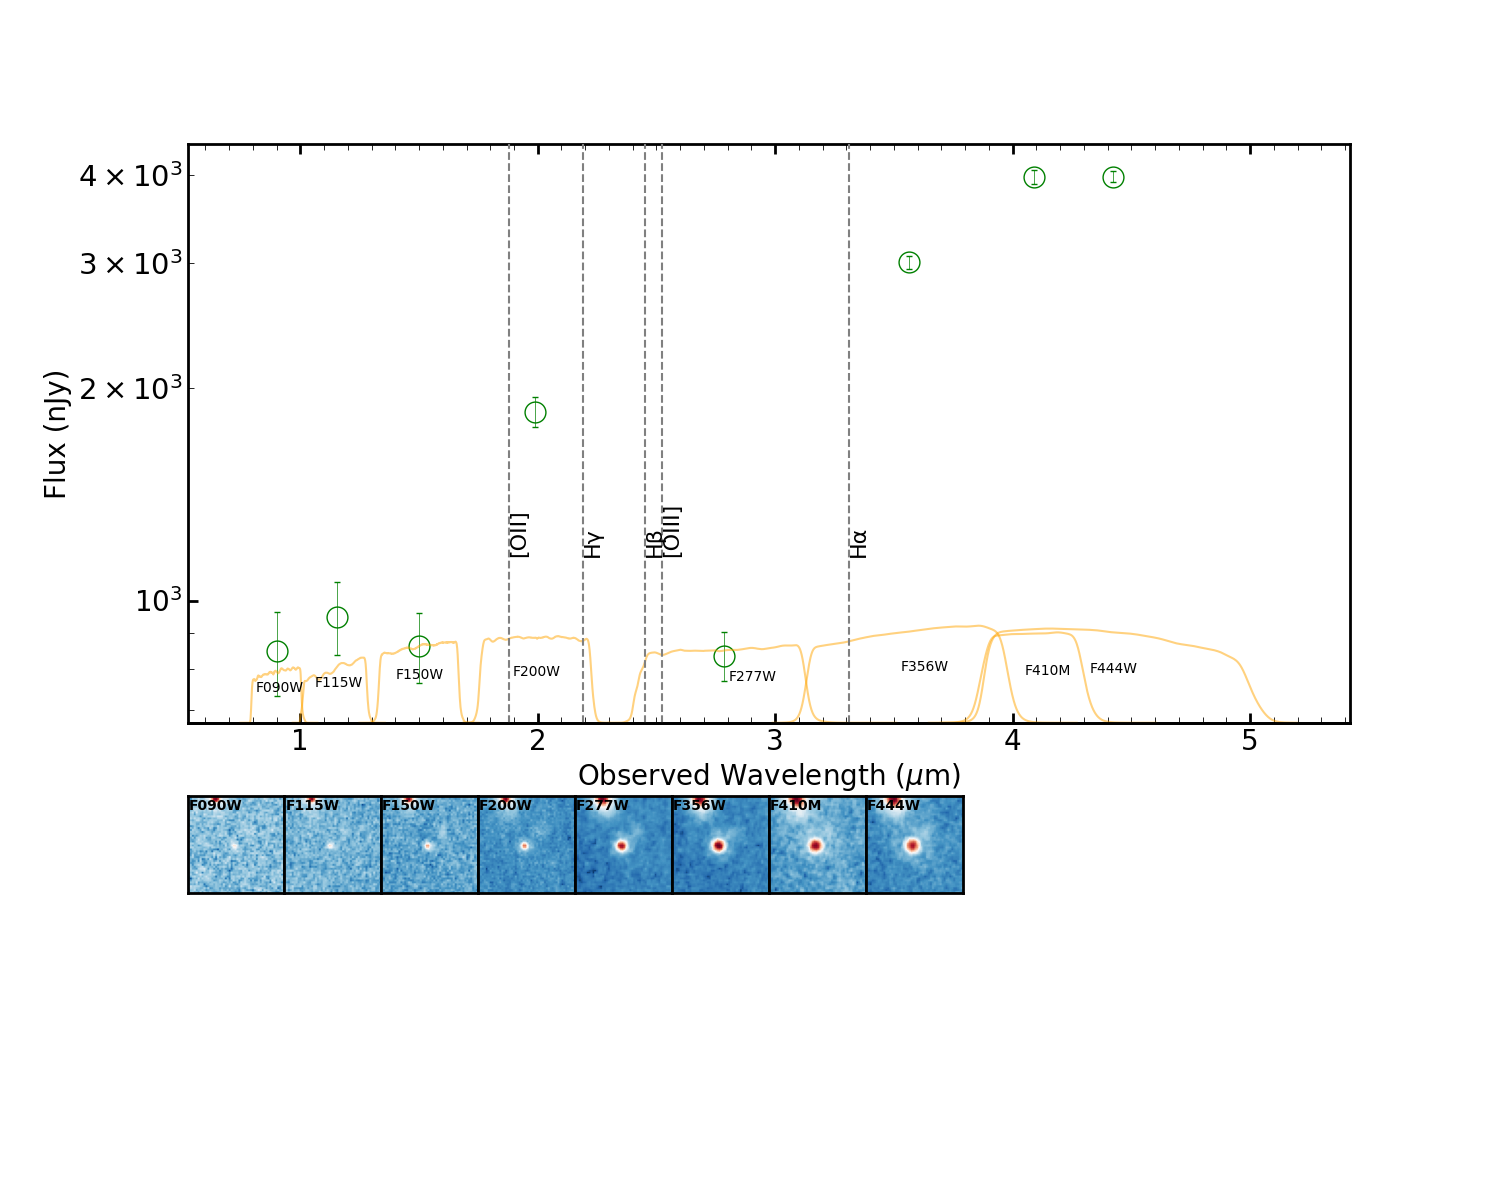 4 × 10³
3 × 10³
2 × 10³
10³
Flux (nJy)
[OII]
Hγ
Hβ
[OIII]
Hα
F090W
F115W
F150W
F200W
F277W
F356W
F410M
F444W
1
2
3
4
5
Observed Wavelength (μm)
F090W
F115W
F150W
F200W
F277W
F356W
F410M
F444W